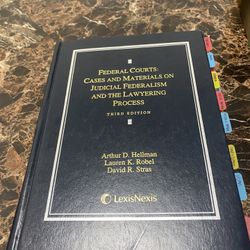 FEDERAL COURTS:
CASES AND MATERIALS ON
JUDICIAL FEDERALISM
AND THE LAWYERING
PROCESS
THIRD EDITION
Arthur D. Hellman
Lauren K. Robel
David R. Stras
LexisNexis